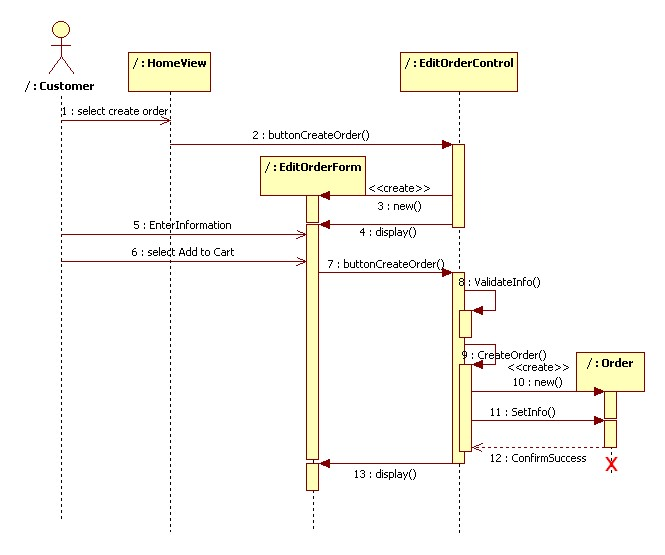 / : Customer
/ : HomeView
/ : EditOrderControl
1 : select create order
2 : buttonCreateOrder()
/ : EditOrderForm
<<create>>
3 : new()
4 : display()
5 : EnterInformation
6 : select Add to Cart
7 : buttonCreateOrder()
8 : ValidateInfo()
9 : CreateOrder()
/ : Order
<<create>>
10 : new()
11 : SetInfo()
12 : ConfirmSuccess
13 : display()